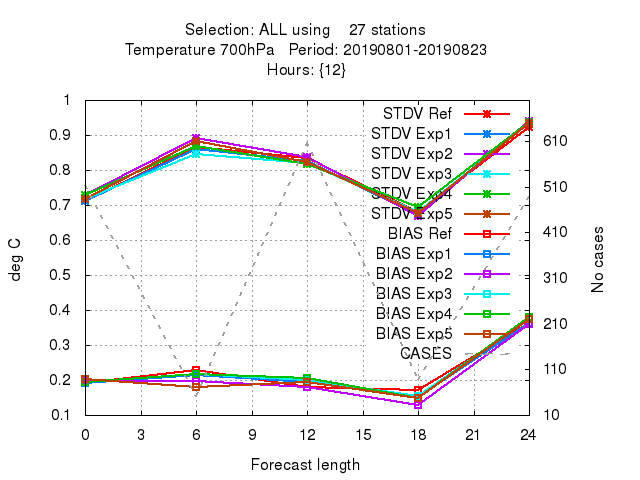 Selection: ALL using    27 stations
Temperature 700hPa   Period: 20190801-20190823
Hours: {12}
1
0.9
0.8
0.7
0.6
0.5
0.4
0.3
0.2
0.1
deg C
STDV Ref
STDV Exp1
STDV Exp2
STDV Exp3
STDV Exp4
STDV Exp5
BIAS Ref
BIAS Exp1
BIAS Exp2
BIAS Exp3
BIAS Exp4
BIAS Exp5
CASES
610
510
410
310
210
110
10
No cases
0 3 6 9 12 15 18 21 24
Forecast length